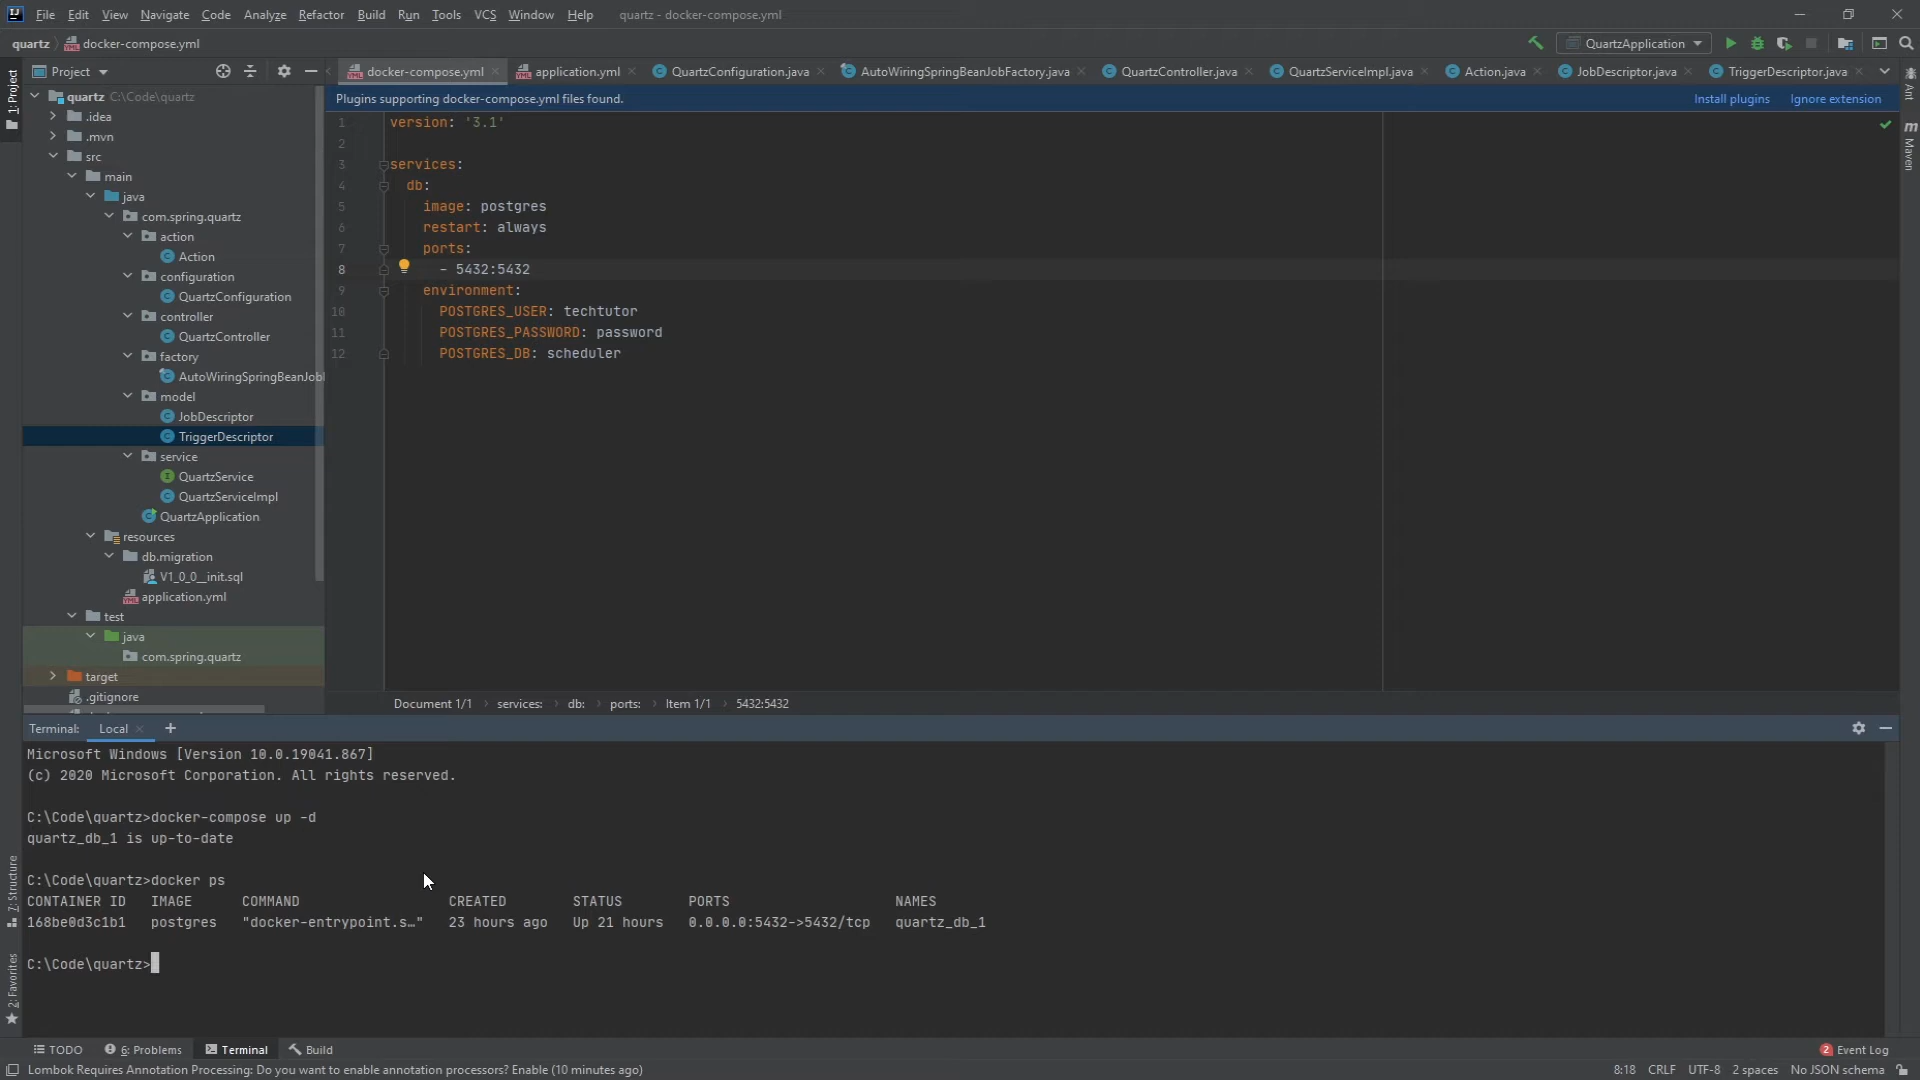 File Edit View Navigate Code Analyze Refactor Build Run Tools VCS Window Help quartz - docker-compose.yml
quartz docker-compose.yml QuartzApplication
Project docker-compose.yml application.yml QuartzConfiguration.java AutoWiringSpringBeanJobFactory.java QuartzController.java QuartzServiceImpl.java Action.java JobDescriptor.java TriggerDescriptor.java
1: Project
Ant
Maven
Plugins supporting docker-compose.yml files found. Install plugins Ignore extension
quartz C:\Code\quartz
.idea
.mvn
src
main
java
com.spring.quartz
action
Action
configuration
QuartzConfiguration
controller
QuartzController
factory
AutoWiringSpringBeanJobI
model
JobDescriptor
TriggerDescriptor
service
QuartzService
QuartzServiceImpl
QuartzApplication
resources
db.migration
V1_0_0__init.sql
application.yml
test
java
com.spring.quartz
target
.gitignore
1 version: '3.1'
2
3 services:
4 db:
5 image: postgres
6 restart: always
7 ports:
8 - 5432:5432
9 environment:
10 POSTGRES_USER: techtutor
11 POSTGRES_PASSWORD: password
12 POSTGRES_DB: scheduler
Document 1/1 services: db: ports: Item 1/1 5432:5432
Terminal: Local
Microsoft Windows [Version 10.0.19041.867]
(c) 2020 Microsoft Corporation. All rights reserved.
C:\Code\quartz>docker-compose up -d
quartz_db_1 is up-to-date
C:\Code\quartz>docker ps
CONTAINER ID IMAGE COMMAND CREATED STATUS PORTS NAMES
168be0d3c1b1 postgres "docker-entrypoint.s…" 23 hours ago Up 21 hours 0.0.0.0:5432->5432/tcp quartz_db_1
C:\Code\quartz>
7: Structure
2: Favorites
TODO 6: Problems Terminal Build 2 Event Log
Lombok Requires Annotation Processing: Do you want to enable annotation processors? Enable (10 minutes ago) 8:18 CRLF UTF-8 2 spaces No JSON schema